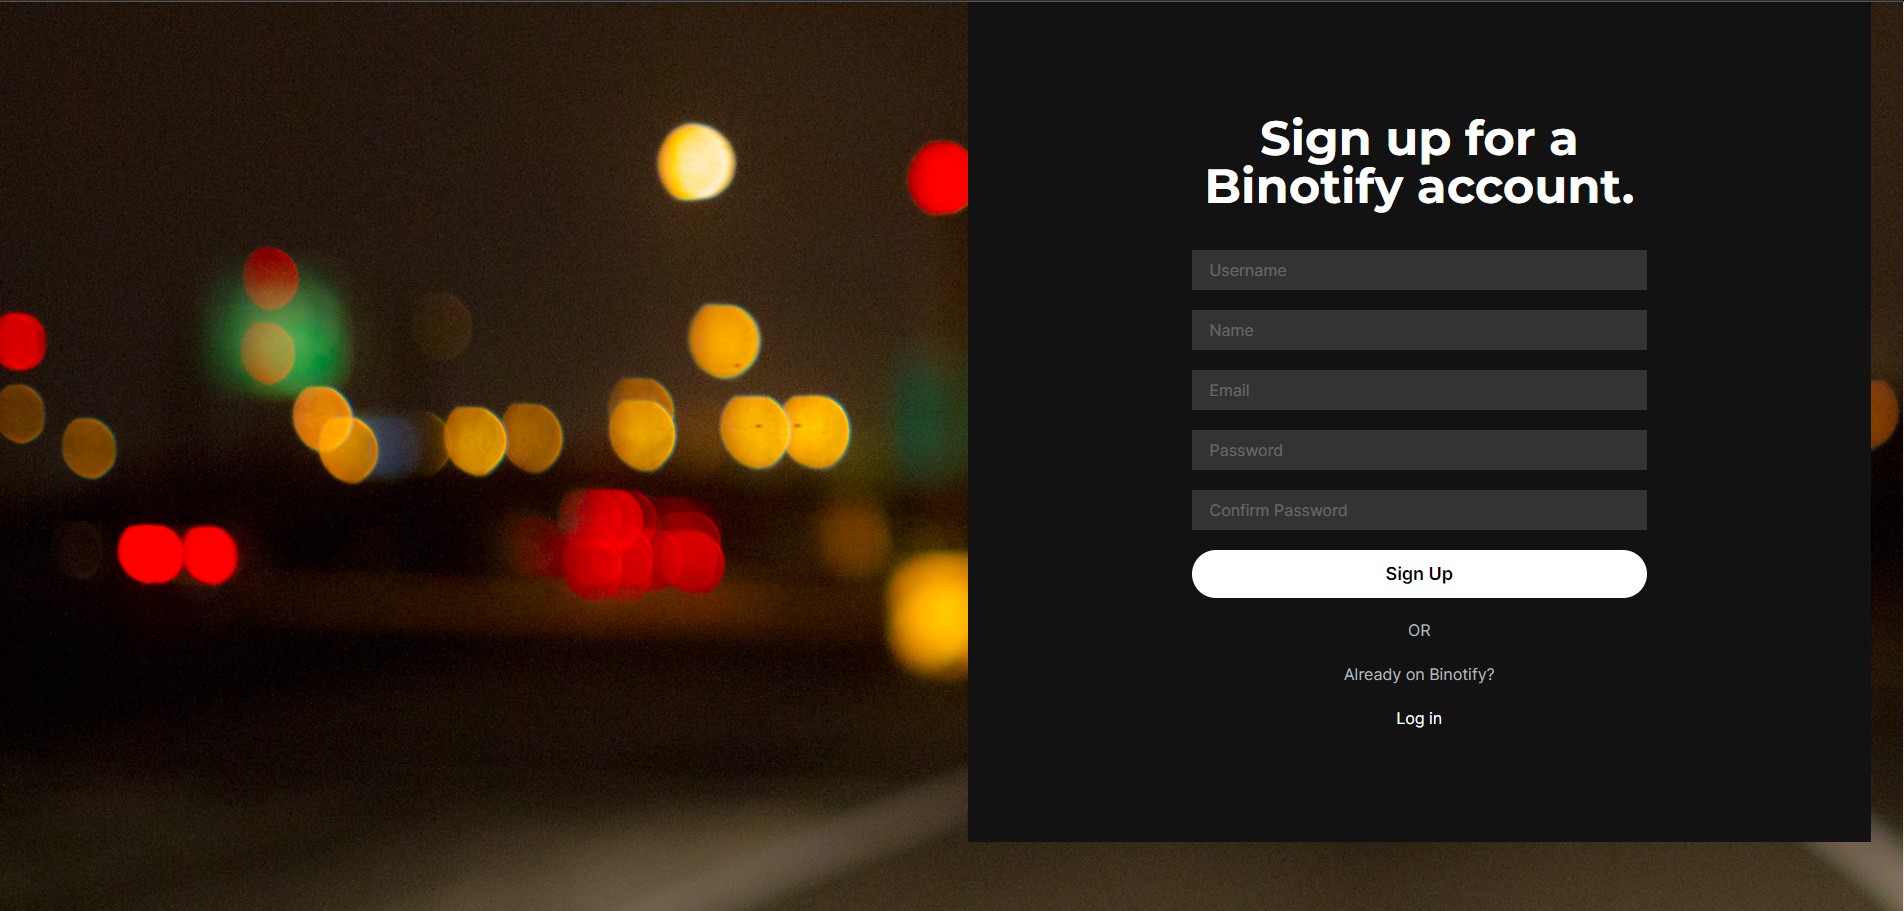 Sign up for a
Binotify account.
Username
Name
Email
Password
Confirm Password
Sign Up
OR
Already on Binotify?
Log in